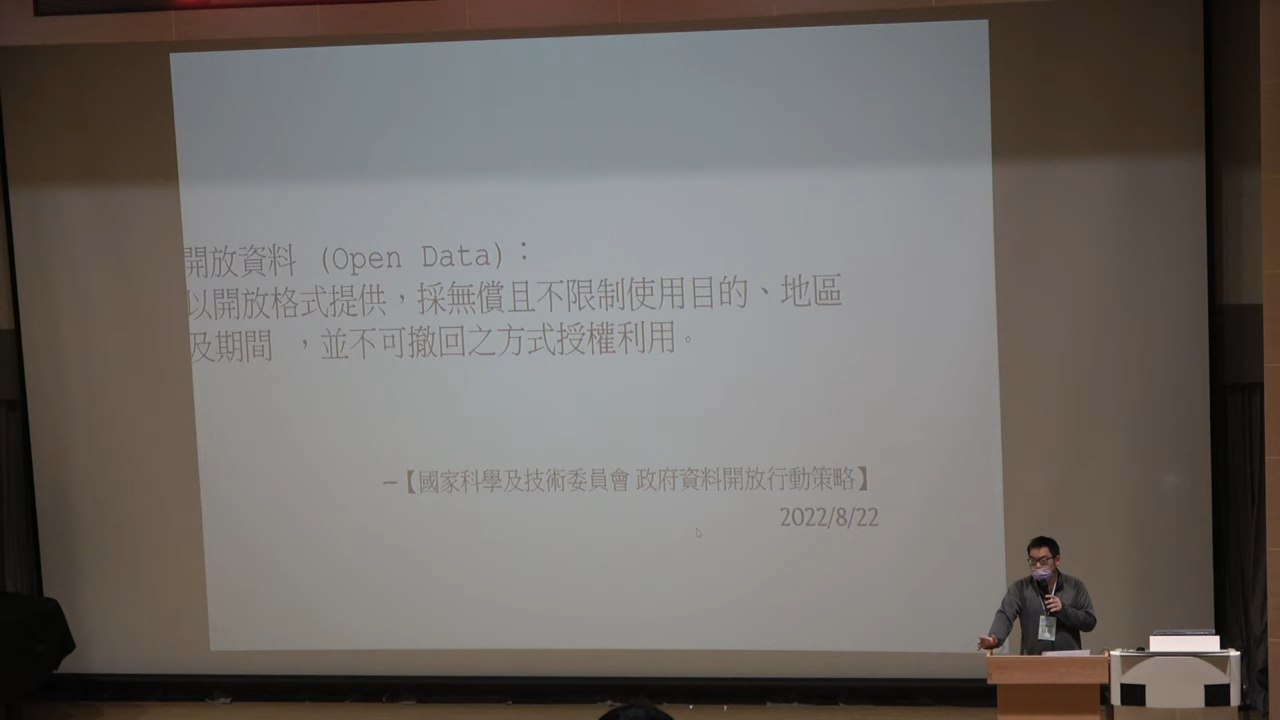 開放資料 (Open Data)：
以開放格式提供，採無償且不限制使用目的、地區
及期間 ，並不可撤回之方式授權利用。
—【國家科學及技術委員會 政府資料開放行動策略】
2022/8/22